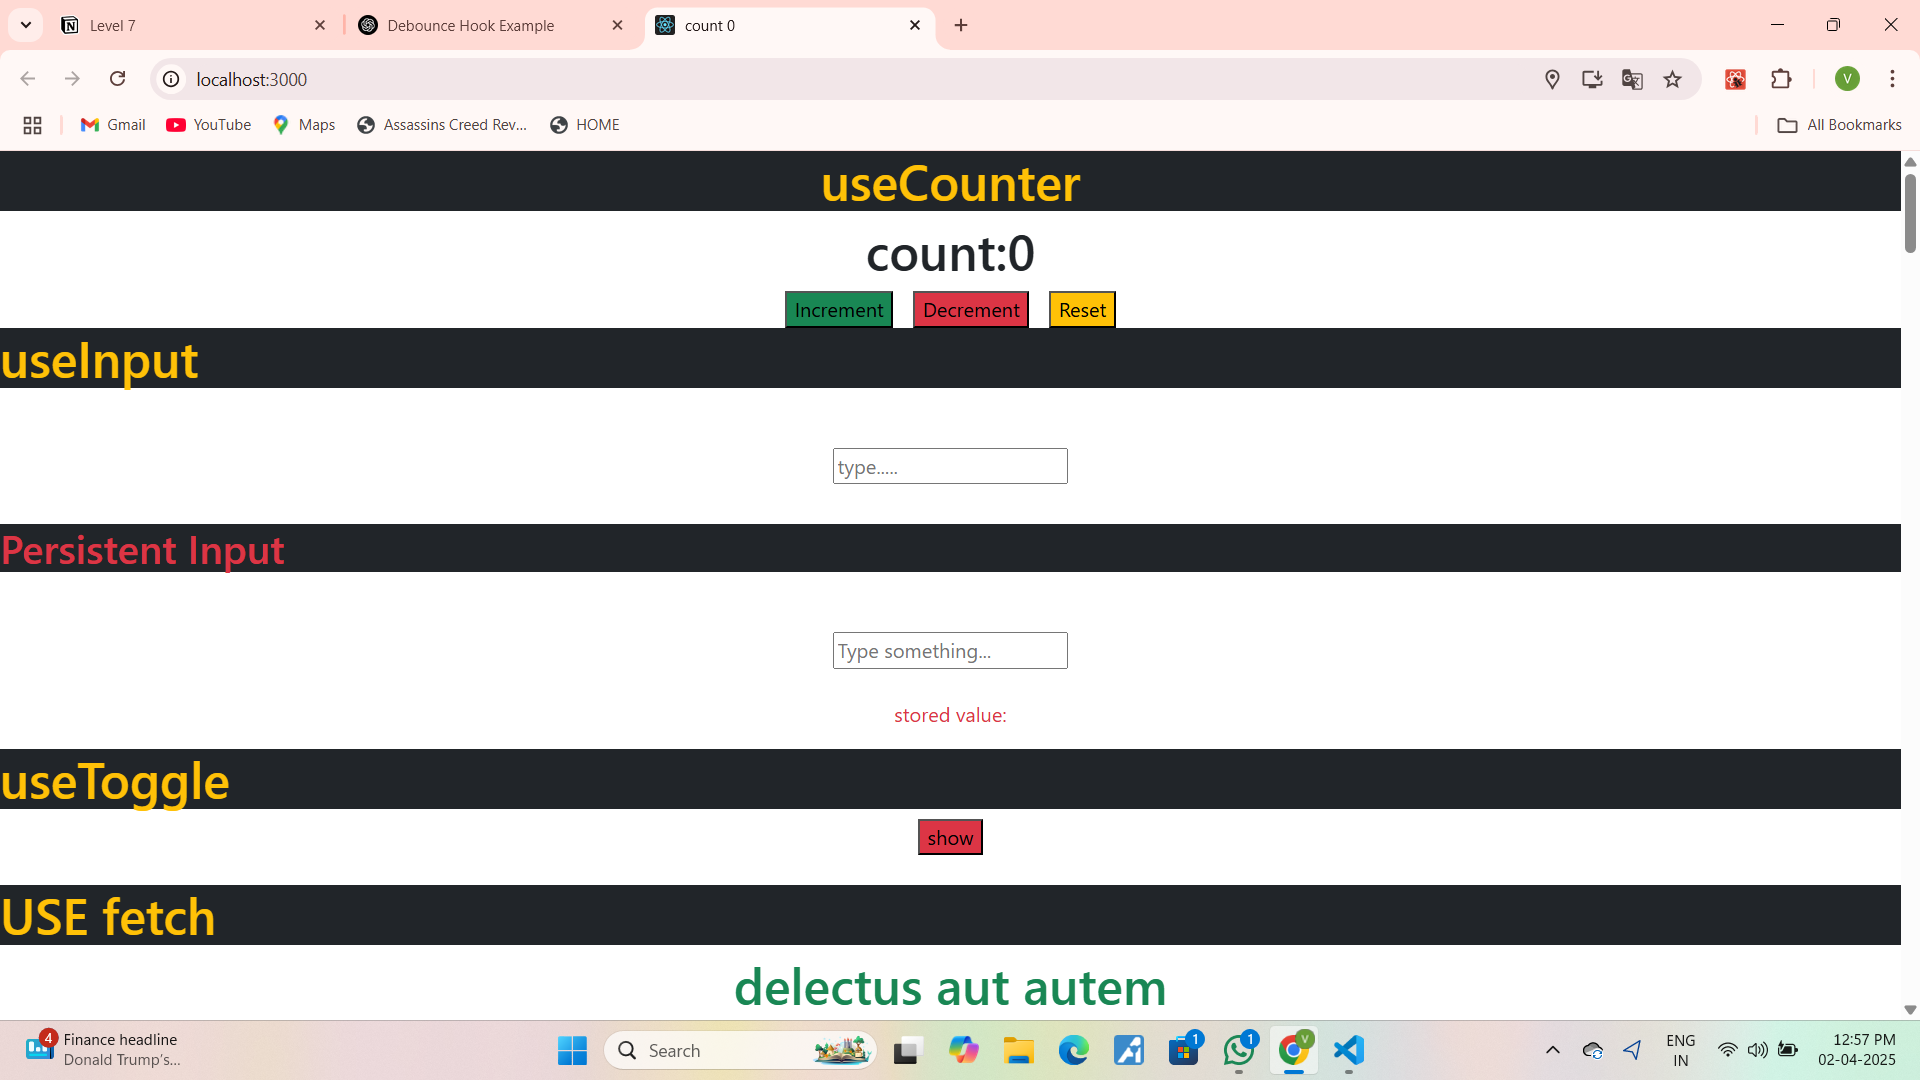 Level 7
Debounce Hook Example
count 0
localhost:3000
V
Gmail
YouTube
Maps
Assassins Creed Rev...
HOME
All Bookmarks
useCounter
count:0
Increment
Decrement
Reset
useInput
type.....
Persistent Input
Type something...
stored value:
useToggle
show
USE fetch
delectus aut autem
4
Finance headline
Donald Trump's...
Search
1
1
V
ENG
IN
12:57 PM
02-04-2025